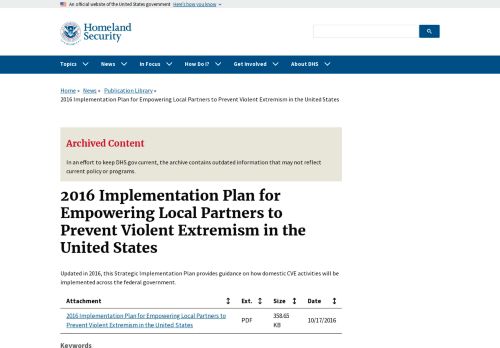 An official website of the United States government Here's how you know
Homeland
Security
Topics News In Focus How Do I? Get Involved About DHS
Home » News » Publication Library »
2016 Implementation Plan for Empowering Local Partners to Prevent Violent Extremism in the United States
Archived Content
In an effort to keep DHS.gov current, the archive contains outdated information that may not reflect
current policy or programs.
2016 Implementation Plan for
Empowering Local Partners to
Prevent Violent Extremism in the
United States
Updated in 2016, this Strategic Implementation Plan provides guidance on how domestic CVE activities will be
implemented across the federal government.
Attachment Ext. Size Date
2016 Implementation Plan for Empowering Local Partners to
Prevent Violent Extremism in the United States PDF 358.65 KB 10/17/2016
Keywords